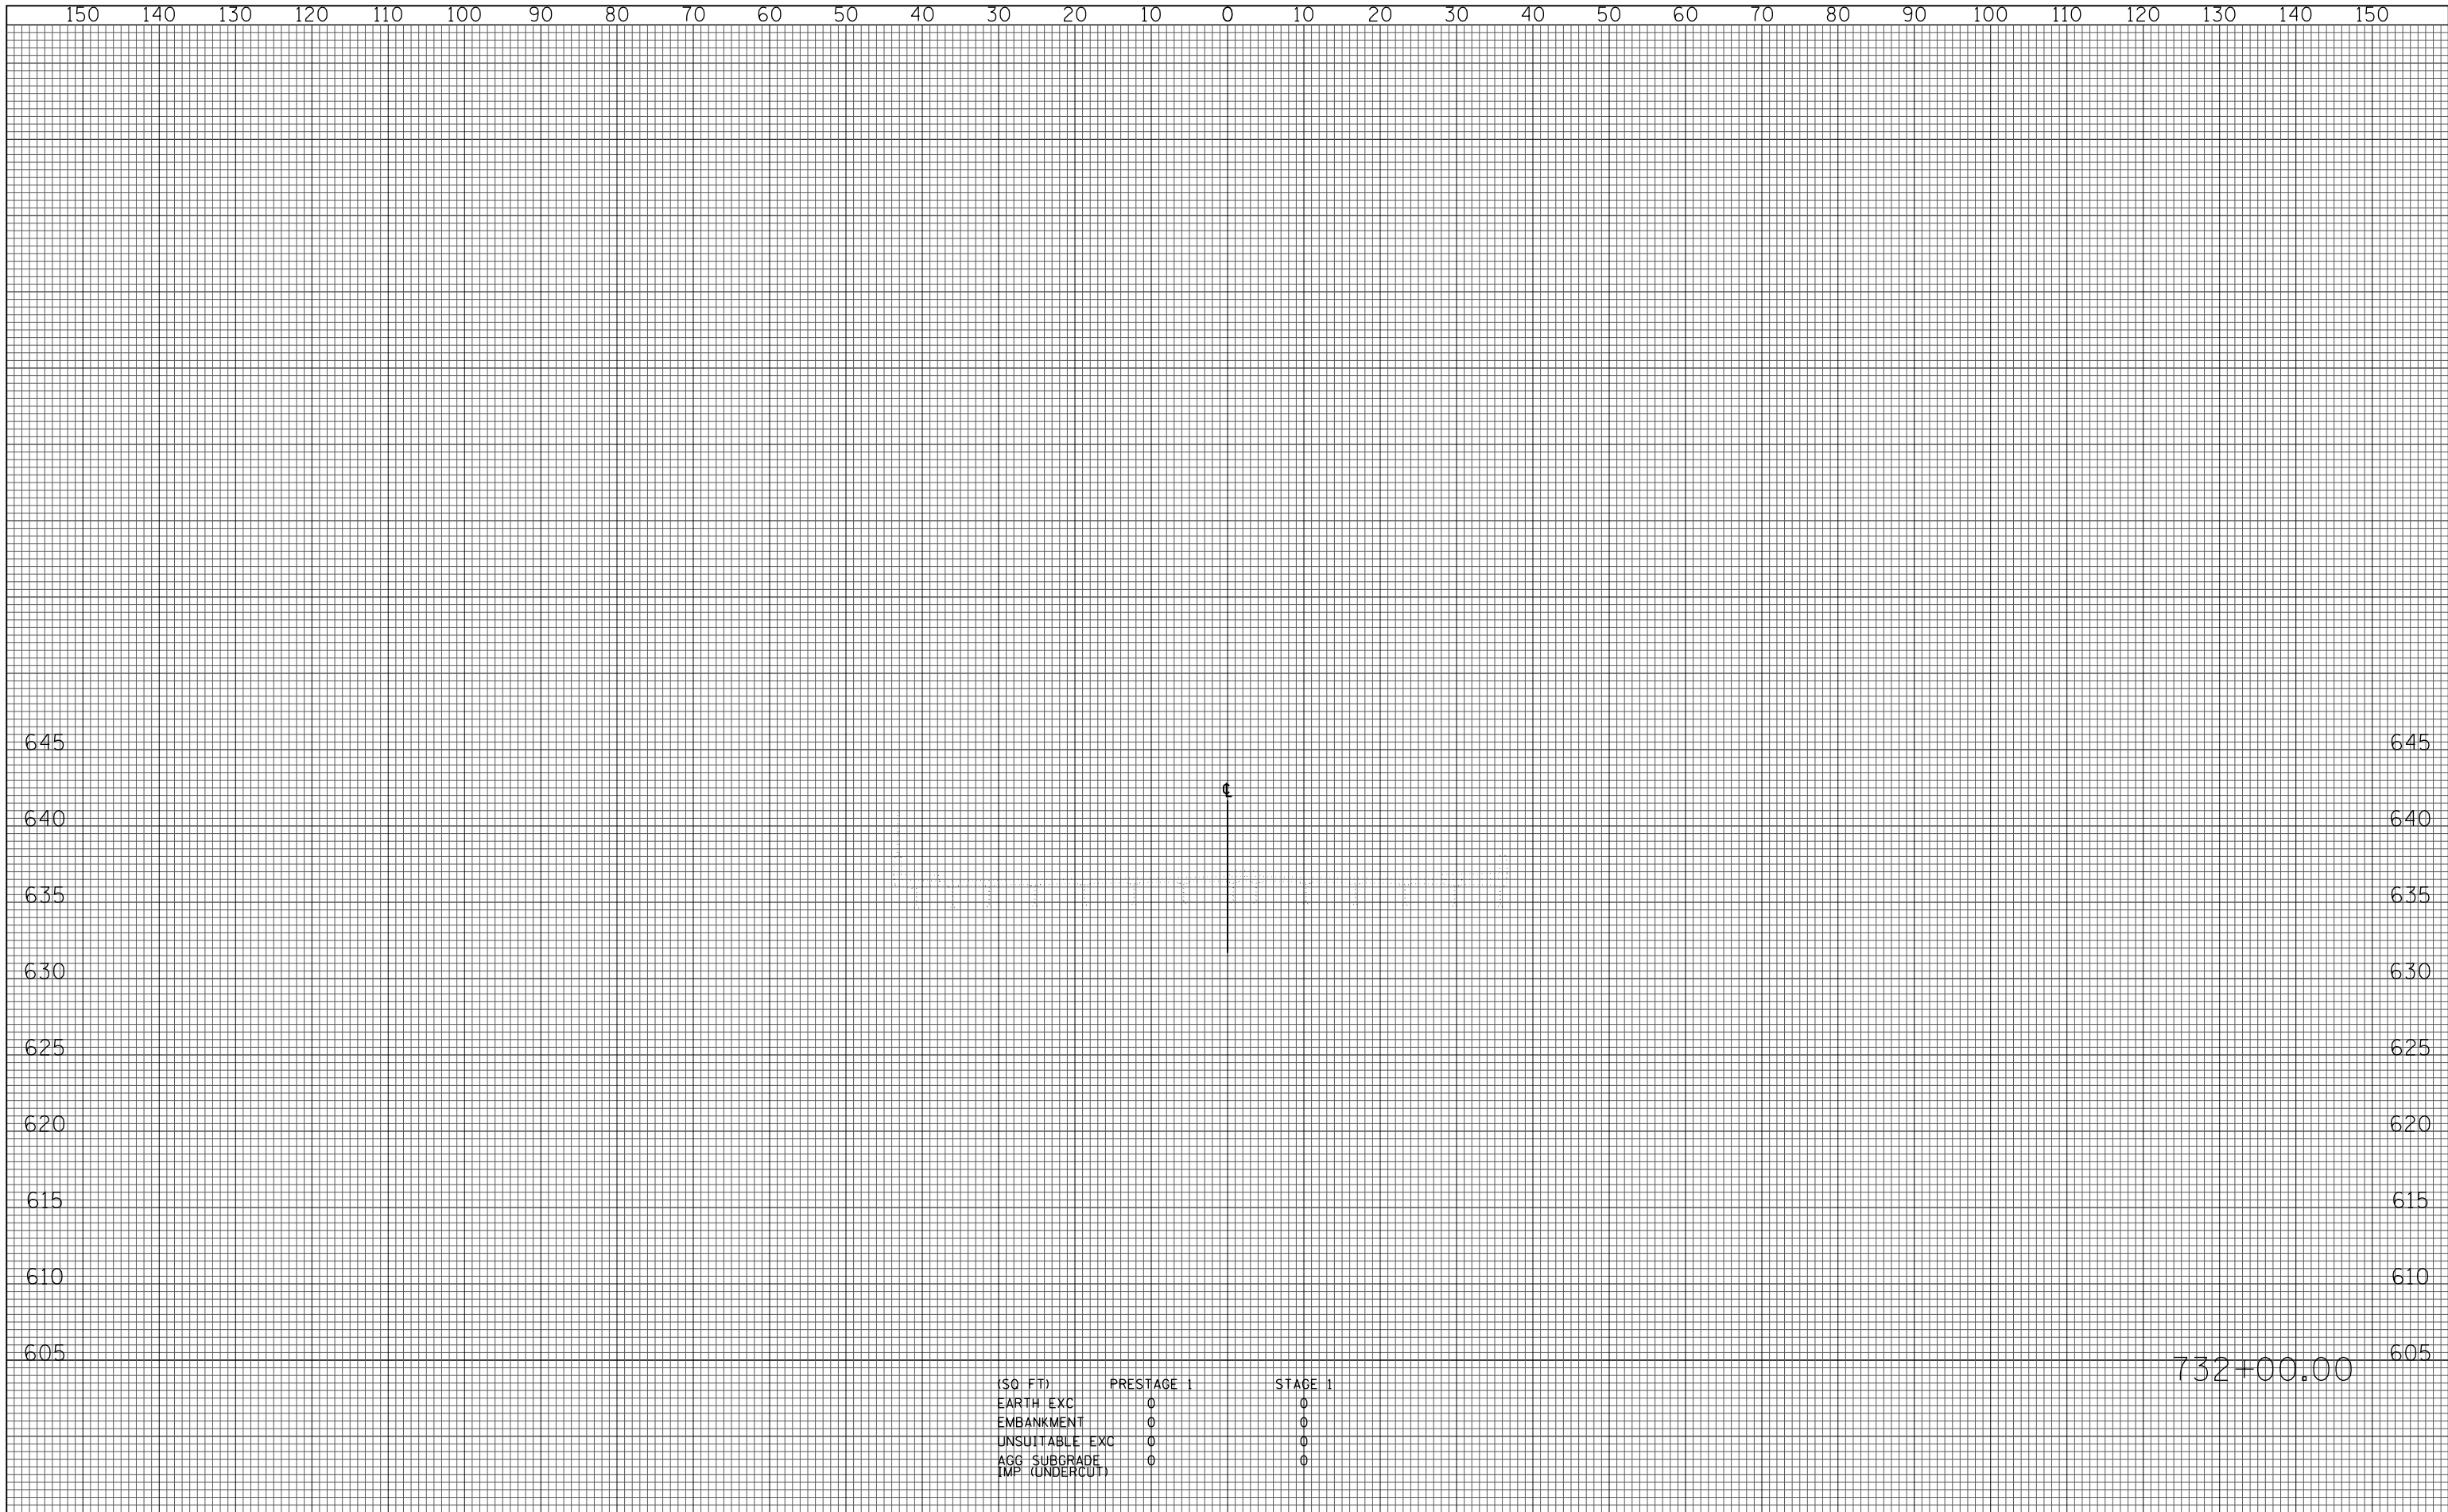 150 140 130 120 110 100 90 80 70 60 50 40 30 20 10 0 10 20 30 40 50 60 70 80 90 100 110 120 130 140 150
645 645
℄
640 640
635 635
630 630
625 625
620 620
615 615
610 610
605 605
732+00.00
(SQ FT) PRESTAGE 1 STAGE 1
EARTH EXC 0 0
EMBANKMENT 0 0
UNSUITABLE EXC 0 0
AGG SUBGRADE 0 0
IMP (UNDERCUT)